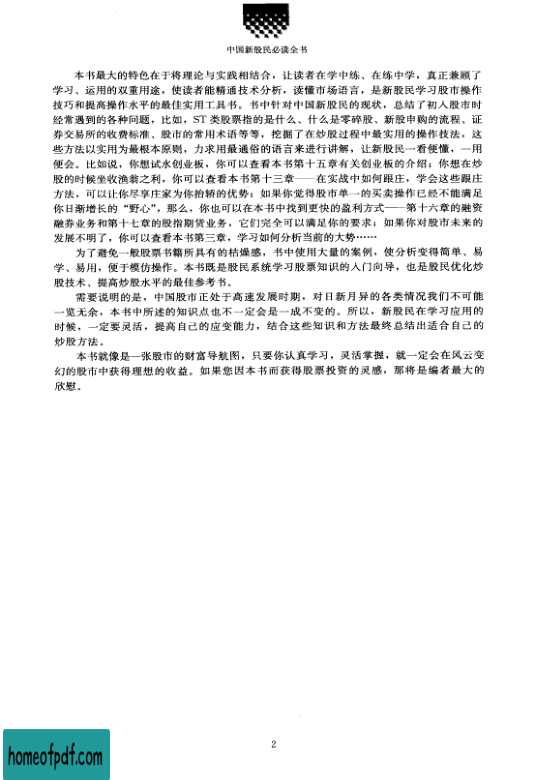 中国新股民必读全书
本书最大的特色在于将理论与实践相结合，让读者在学中练、在练中学，真正兼顾了
学习、运用的双重用途，使读者能精通技术分析，读懂市场语言，是新股民学习股市操作
技巧和提高操作水平的最佳实用工具书。书中针对中国新股民的现状，总结了初入股市时
经常遇到的各种问题，比如，ST 类股票指的是什么、什么是零碎股、新股申购的流程、证
券交易所的收费标准、股市的常用术语等等，挖掘了在炒股过程中最实用的操作技法，这
些方法以实用为最根本原则，力求用最通俗的语言来进行讲解，让新股民一看便懂，一用
便会。比如说，你想试水创业板，你可以查看本书第十五章有关创业板的介绍；你想在炒
股的时候坐收渔翁之利，你可以查看本书第十三章——在实战中如何跟庄，学会这些跟庄
方法，可以让你尽享庄家为你抬轿的优势；如果你觉得股市单一的买卖操作已经不能满足
你日渐增长的“野心”，那么，你也可以在本书中找到更快的盈利方式——第十六章的融资
融券业务和第十七章的股指期货业务，它们完全可以满足你的要求；如果你对股市未来的
发展不明了，你可以查看本书第三章，学习如何分析当前的大势……
为了避免一般股票书籍所具有的枯燥感，书中使用大量的案例，使分析变得简单、易
学、易用，便于模仿操作。本书既是股民系统学习股票知识的入门向导，也是股民优化炒
股技术、提高炒股水平的最佳参考书。
需要说明的是，中国股市正处于高速发展时期，对日新月异的各类情况我们不可能
一览无余，本书中所述的知识点也不一定会是一成不变的。所以，新股民在学习应用的
时候，一定要灵活，提高自己的应变能力，结合这些知识和方法最终总结出适合自己的
炒股方法。
本书就像是一张股市的财富导航图，只要你认真学习，灵活掌握，就一定会在风云变
幻的股市中获得理想的收益。如果您因本书而获得股票投资的灵感，那将是编者最大的
欣慰。
2
homeofpdf.com